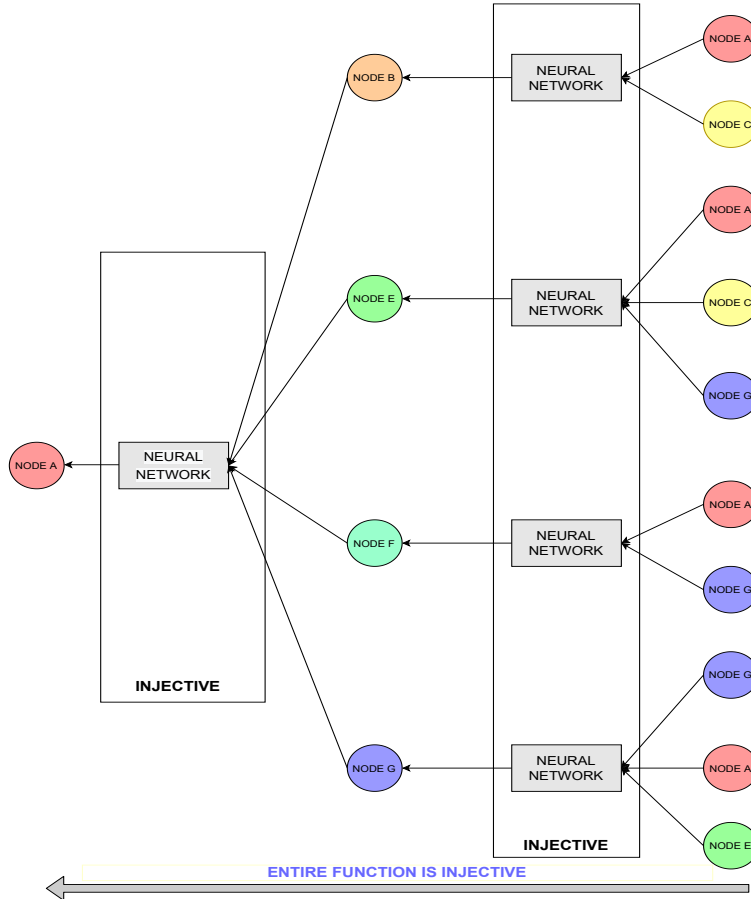 NODE A
NODE B
NEURAL
NETWORK
NODE C
NODE A
NODE E
NEURAL
NETWORK
NODE C
NODE G
NODE A
NEURAL
NETWORK
NODE A
NODE F
NEURAL
NETWORK
NODE G
INJECTIVE
NODE G
NODE G
NEURAL
NETWORK
NODE A
INJECTIVE
NODE E
ENTIRE FUNCTION IS INJECTIVE